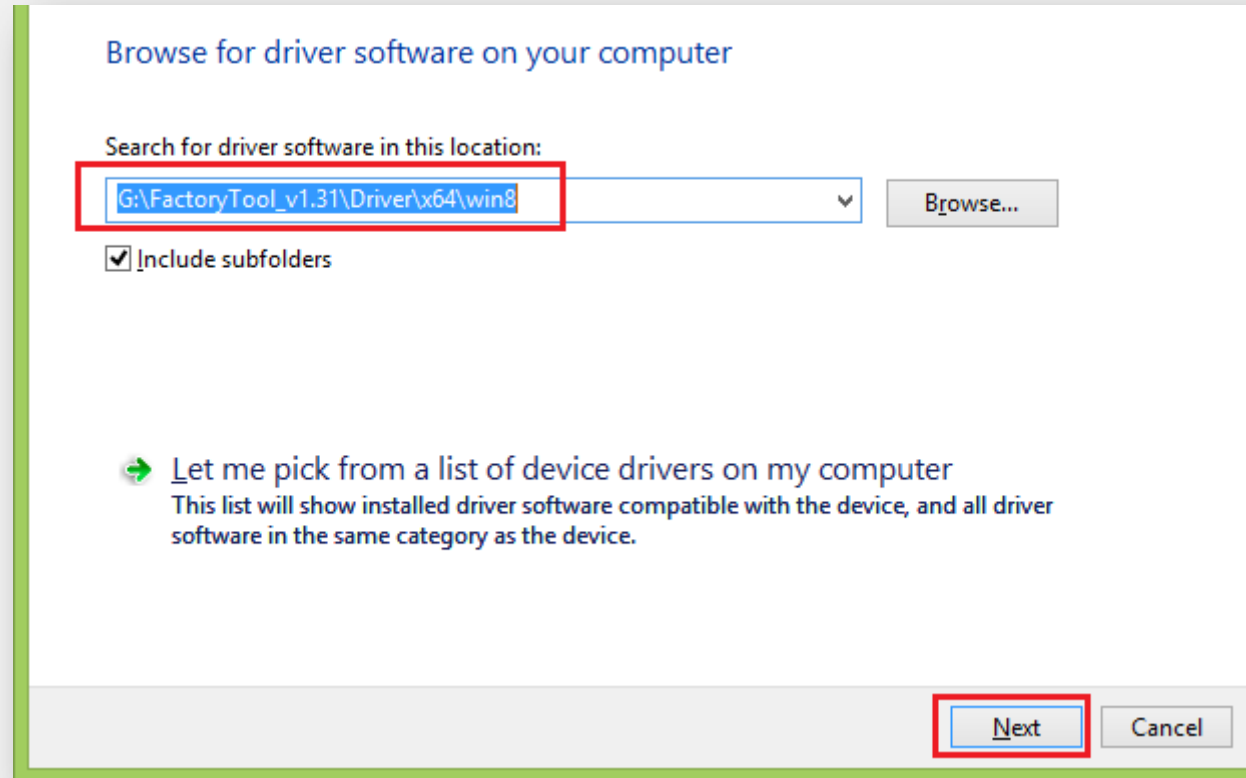 Browse for driver software on your computer
Search for driver software in this location:
G:\FactoryTool_v1.31\Driver\x64\win8
Browse...
Include subfolders
Let me pick from a list of device drivers on my computer
This list will show installed driver software compatible with the device, and all driver
software in the same category as the device.
Next
Cancel